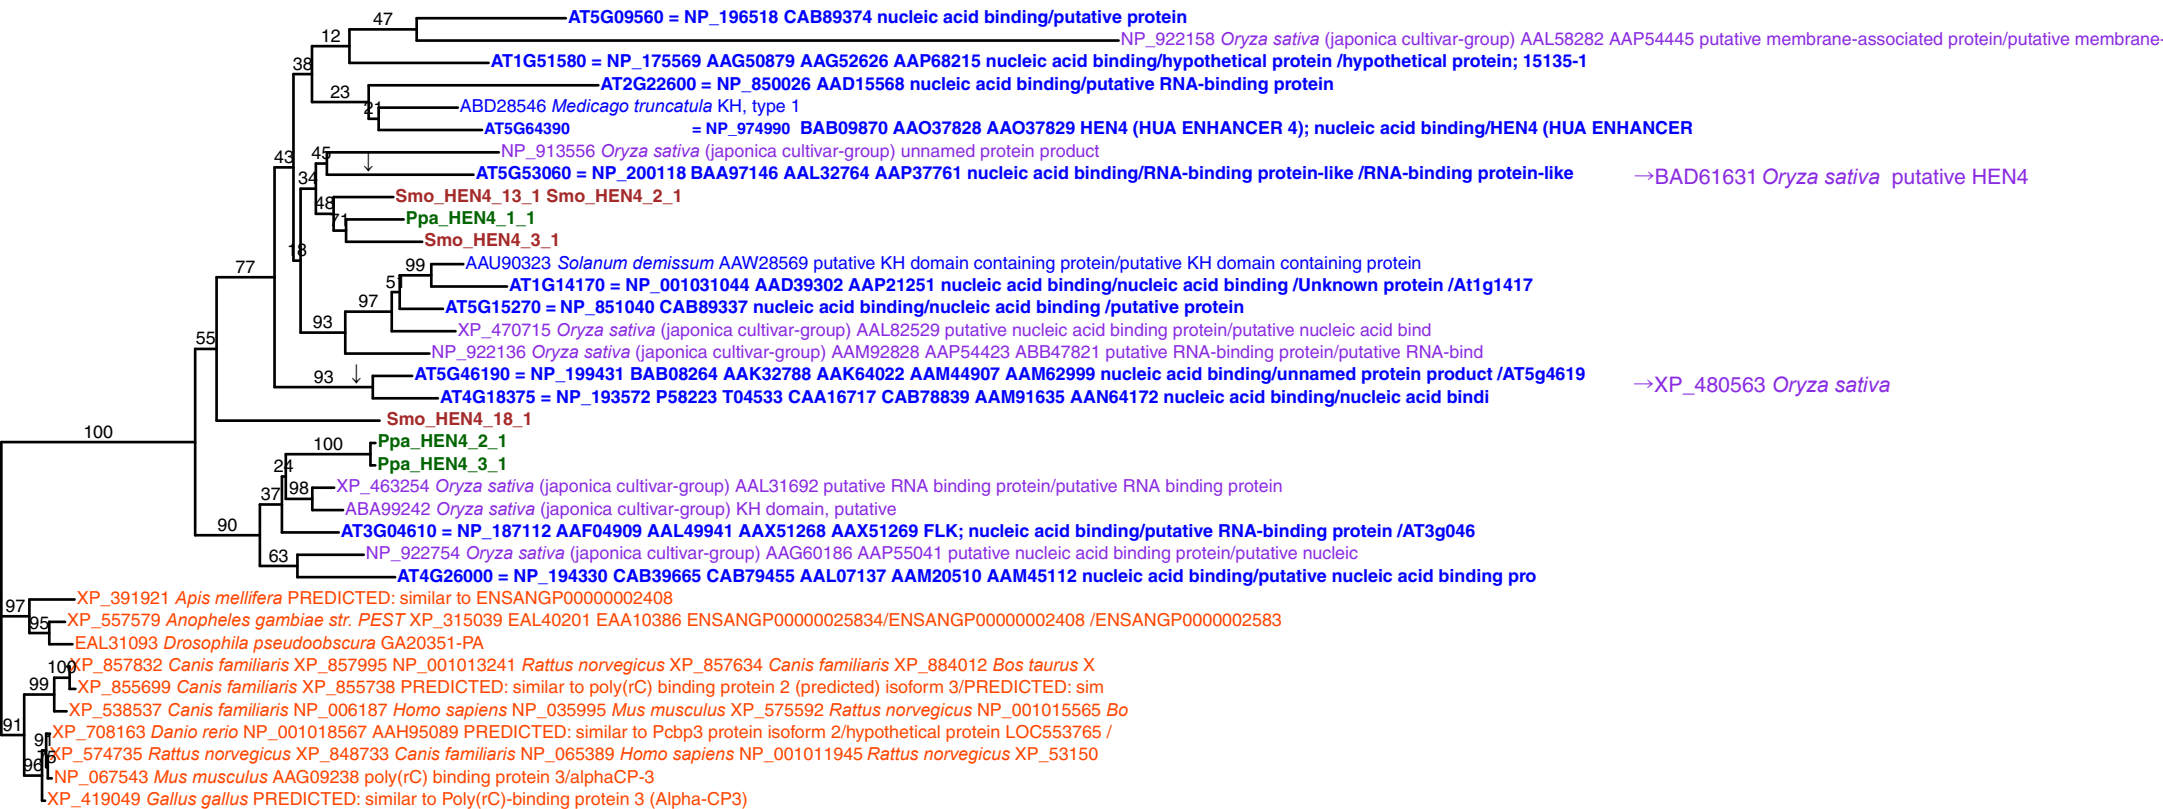 47
AT5G09560 = NP_196518 CAB89374 nucleic acid binding/putative protein
12
NP_922158 Oryza sativa (japonica cultivar-group) AAL58282 AAP54445 putative membrane-associated protein/putative membrane-
38
AT1G51580 = NP_175569 AAG50879 AAG52626 AAP68215 nucleic acid binding/hypothetical protein /hypothetical protein; 15135-1
23
AT2G22600 = NP_850026 AAD15568 nucleic acid binding/putative RNA-binding protein
21
ABD28546 Medicago truncatula KH, type 1
AT5G64390 = NP_974990 BAB09870 AAO37828 AAO37829 HEN4 (HUA ENHANCER 4); nucleic acid binding/HEN4 (HUA ENHANCER
43
45
↓
NP_913556 Oryza sativa (japonica cultivar-group) unnamed protein product
34
AT5G53060 = NP_200118 BAA97146 AAL32764 AAP37761 nucleic acid binding/RNA-binding protein-like /RNA-binding protein-like
→BAD61631 Oryza sativa putative HEN4
48
Smo_HEN4_13_1 Smo_HEN4_2_1
71
Ppa_HEN4_1_1
Smo_HEN4_3_1
18
77
99
AAU90323 Solanum demissum AAW28569 putative KH domain containing protein/putative KH domain containing protein
AT1G14170 = NP_001031044 AAD39302 AAP21251 nucleic acid binding/nucleic acid binding /Unknown protein /At1g1417
97
AT5G15270 = NP_851040 CAB89337 nucleic acid binding/nucleic acid binding /putative protein
93
XP_470715 Oryza sativa (japonica cultivar-group) AAL82529 putative nucleic acid binding protein/putative nucleic acid bind
55
NP_922136 Oryza sativa (japonica cultivar-group) AAM92828 AAP54423 ABB47821 putative RNA-binding protein/putative RNA-bind
93
↓
AT5G46190 = NP_199431 BAB08264 AAK32788 AAK64022 AAM44907 AAM62999 nucleic acid binding/unnamed protein product /AT5g4619
→XP_480563 Oryza sativa
AT4G18375 = NP_193572 P58223 T04533 CAA16717 CAB78839 AAM91635 AAN64172 nucleic acid binding/nucleic acid bindi
Smo_HEN4_18_1
100
100
Ppa_HEN4_2_1
Ppa_HEN4_3_1
24
98
XP_463254 Oryza sativa (japonica cultivar-group) AAL31692 putative RNA binding protein/putative RNA binding protein
37
ABA99242 Oryza sativa (japonica cultivar-group) KH domain, putative
90
AT3G04610 = NP_187112 AAF04909 AAL49941 AAX51268 AAX51269 FLK; nucleic acid binding/putative RNA-binding protein /AT3g046
63
NP_922754 Oryza sativa (japonica cultivar-group) AAG60186 AAP55041 putative nucleic acid binding protein/putative nucleic
AT4G26000 = NP_194330 CAB39665 CAB79455 AAL07137 AAM20510 AAM45112 nucleic acid binding/putative nucleic acid binding pro
97
XP_391921 Apis mellifera PREDICTED: similar to ENSANGP00000002408
95
XP_557579 Anopheles gambiae str. PEST XP_315039 EAL40201 EAA10386 ENSANGP00000025834/ENSANGP00000002408 /ENSANGP0000002583
EAL31093 Drosophila pseudoobscura GA20351-PA
100
XP_857832 Canis familiaris XP_857995 NP_001013241 Rattus norvegicus XP_857634 Canis familiaris XP_884012 Bos taurus X
99
XP_855699 Canis familiaris XP_855738 PREDICTED: similar to poly(rC) binding protein 2 (predicted) isoform 3/PREDICTED: sim
XP_538537 Canis familiaris NP_006187 Homo sapiens NP_035995 Mus musculus XP_575592 Rattus norvegicus NP_001015565 Bo
91
XP_708163 Danio rerio NP_001018567 AAH95089 PREDICTED: similar to Pcbp3 protein isoform 2/hypothetical protein LOC553765 /
XP_574735 Rattus norvegicus XP_848733 Canis familiaris NP_065389 Homo sapiens NP_001011945 Rattus norvegicus XP_53150
96
NP_067543 Mus musculus AAG09238 poly(rC) binding protein 3/alphaCP-3
XP_419049 Gallus gallus PREDICTED: similar to Poly(rC)-binding protein 3 (Alpha-CP3)